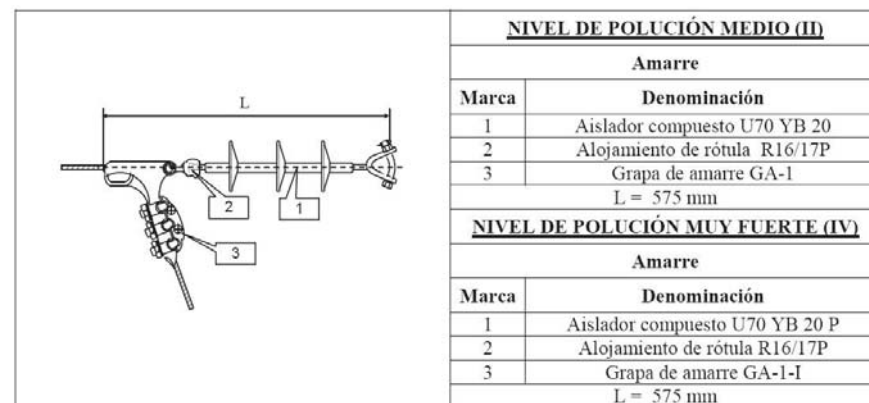 L
2
1
3
NIVEL DE POLUCIÓN MEDIO (II)
Amarre
Marca Denominación
1 Aislador compuesto U70 YB 20
2 Alojamiento de rótula R16/17P
3 Grapa de amarre GA-1
L = 575 mm
NIVEL DE POLUCIÓN MUY FUERTE (IV)
Amarre
Marca Denominación
1 Aislador compuesto U70 YB 20 P
2 Alojamiento de rótula R16/17P
3 Grapa de amarre GA-1-I
L = 575 mm